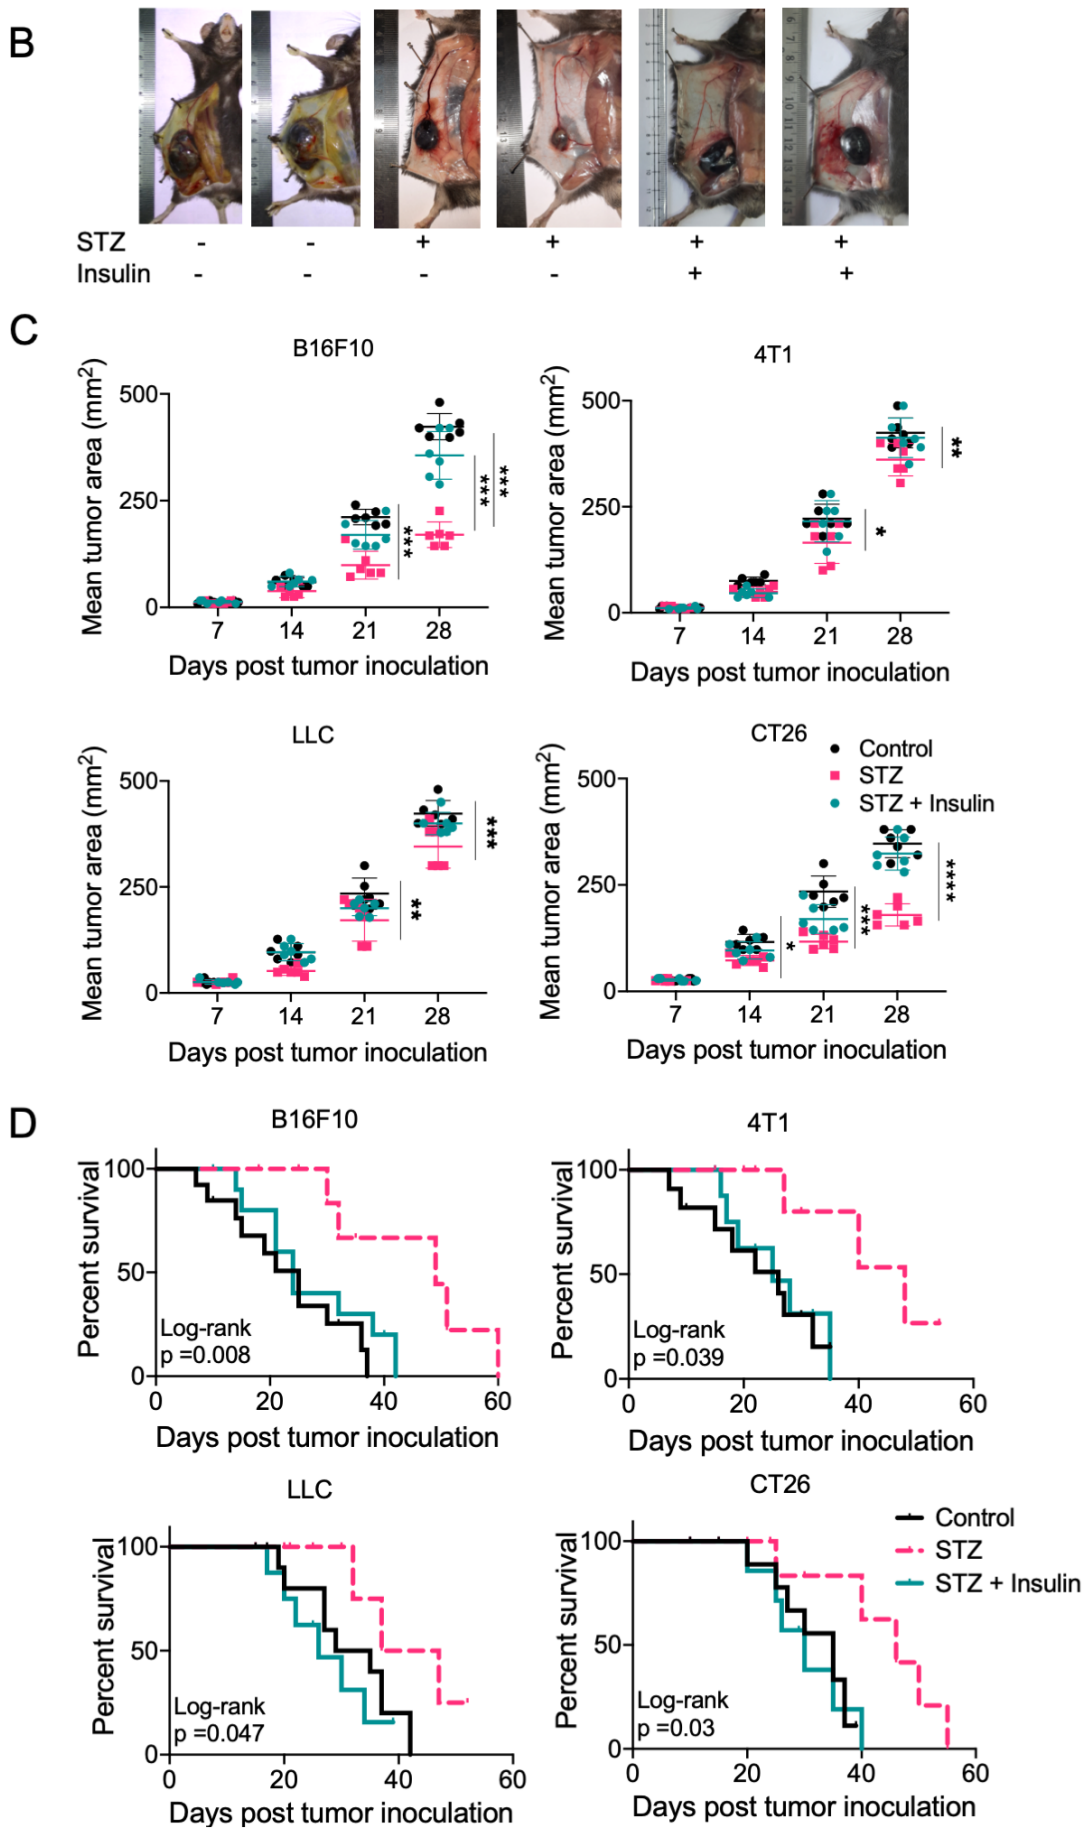 B
STZ - - + + + +
Insulin - - - - + +
C
B16F10
Mean tumor area (mm2)
500
250
0
7 14 21 28
Days post tumor inoculation
***
***
***
4T1
Mean tumor area (mm2)
500
250
0
7 14 21 28
Days post tumor inoculation
*
**
LLC
Mean tumor area (mm2)
500
250
0
7 14 21 28
Days post tumor inoculation
**
***
CT26
Control
STZ
STZ + Insulin
Mean tumor area (mm2)
500
250
0
7 14 21 28
Days post tumor inoculation
*
***
****
D
B16F10
Percent survival
100
50
0
Log-rank
p =0.008
0 20 40 60
Days post tumor inoculation
4T1
Percent survival
100
50
0
Log-rank
p =0.039
0 20 40 60
Days post tumor inoculation
LLC
Percent survival
100
50
0
Log-rank
p =0.047
0 20 40 60
Days post tumor inoculation
CT26
Control
STZ
STZ + Insulin
Percent survival
100
50
0
Log-rank
p =0.03
0 20 40 60
Days post tumor inoculation